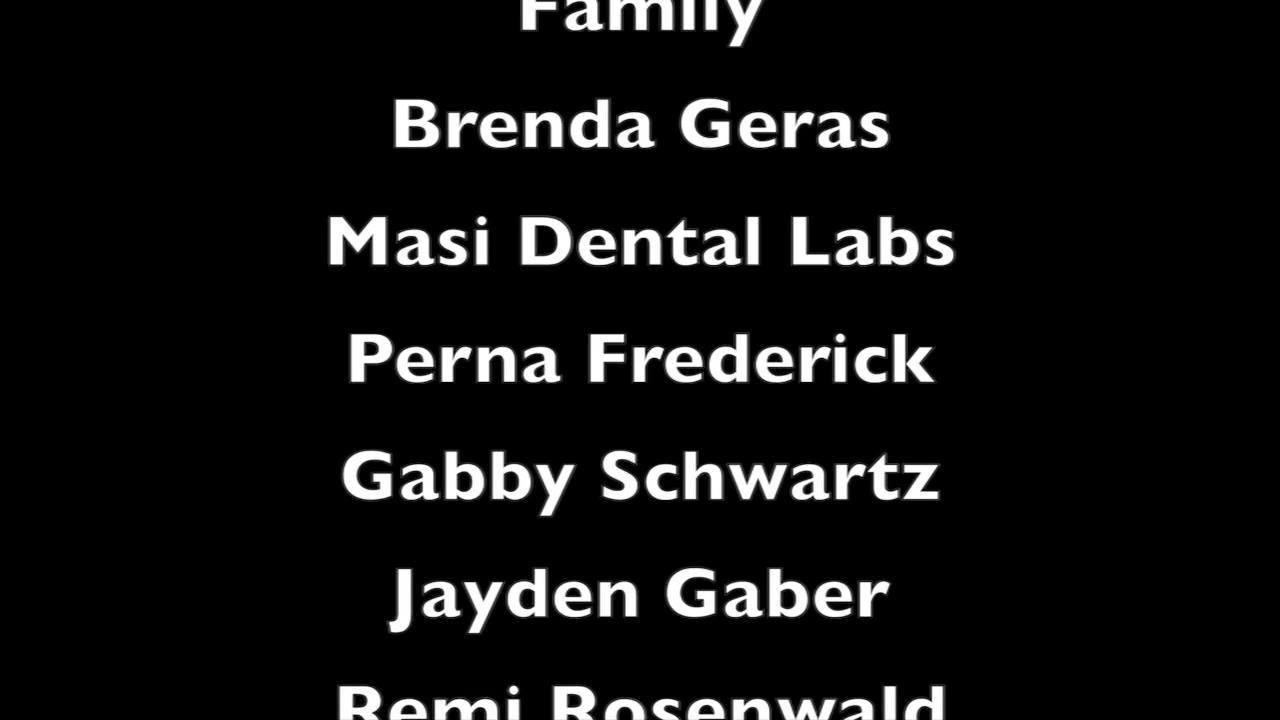 Family
Brenda Geras
Masi Dental Labs
Perna Frederick
Gabby Schwartz
Jayden Gaber
Remi Rosenwald